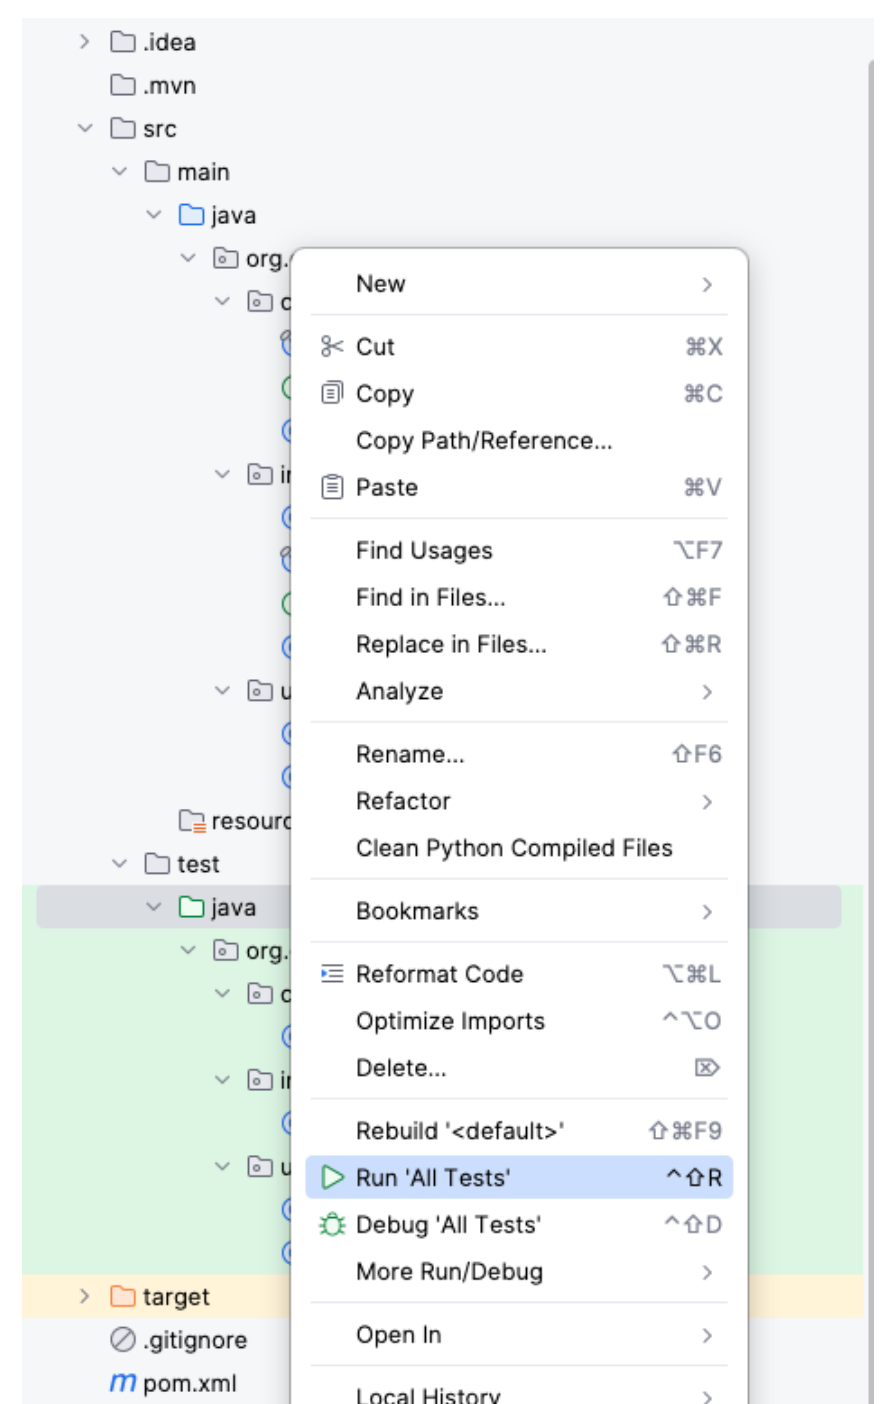 .idea
.mvn
src
main
java
org.
New
Cut ⌘X
Copy ⌘C
Copy Path/Reference...
Paste ⌘V
Find Usages ⌥F7
Find in Files... ⇧⌘F
Replace in Files... ⇧⌘R
Analyze
Rename... ⇧F6
Refactor
Clean Python Compiled Files
Bookmarks
Reformat Code ⌥⌘L
Optimize Imports ^⌥O
Delete... ⌦
Rebuild '<default>' ⇧⌘F9
Run 'All Tests' ^⇧R
Debug 'All Tests' ^⇧D
More Run/Debug
Open In
Local History
test
java
org.
target
.gitignore
m pom.xml